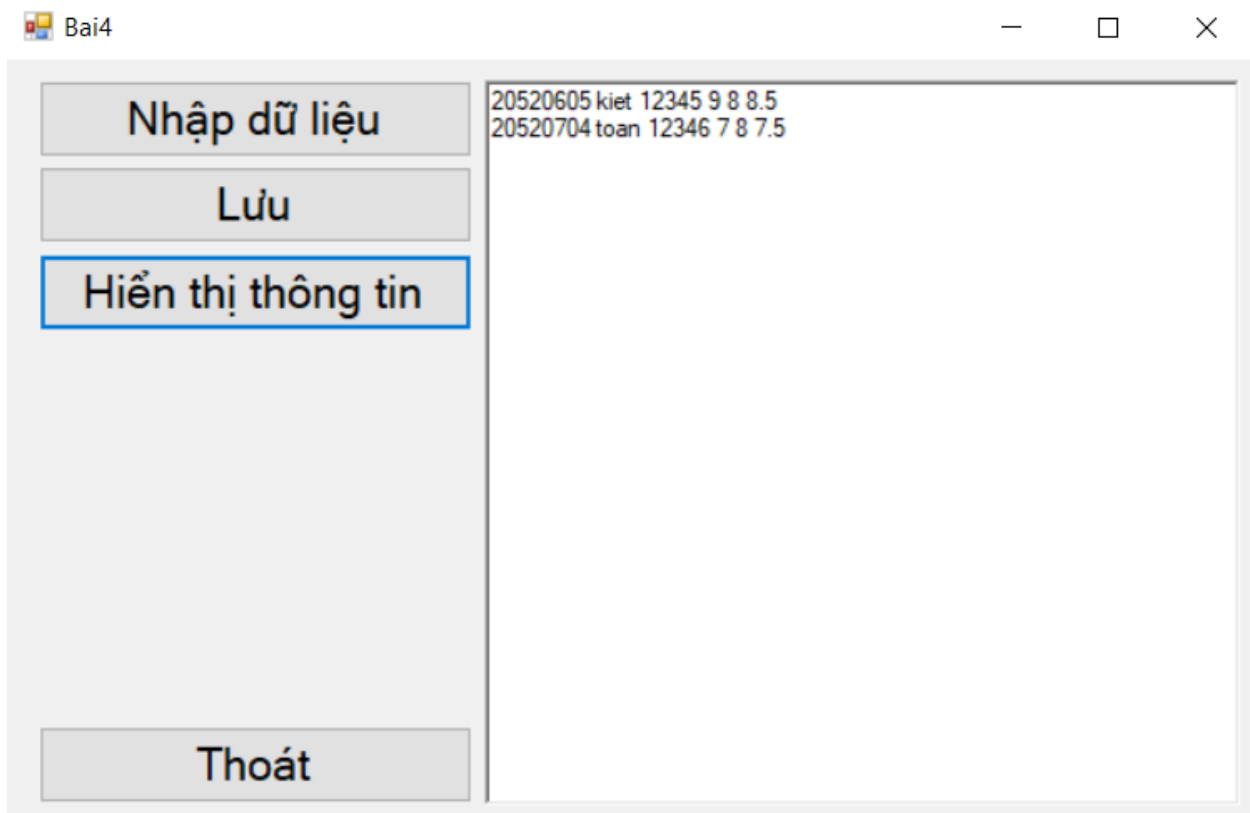 Bai4
Nhập dữ liệu
Lưu
Hiển thị thông tin
Thoát
20520605 kiet 12345 9 8 8.5
20520704 toan 12346 7 8 7.5